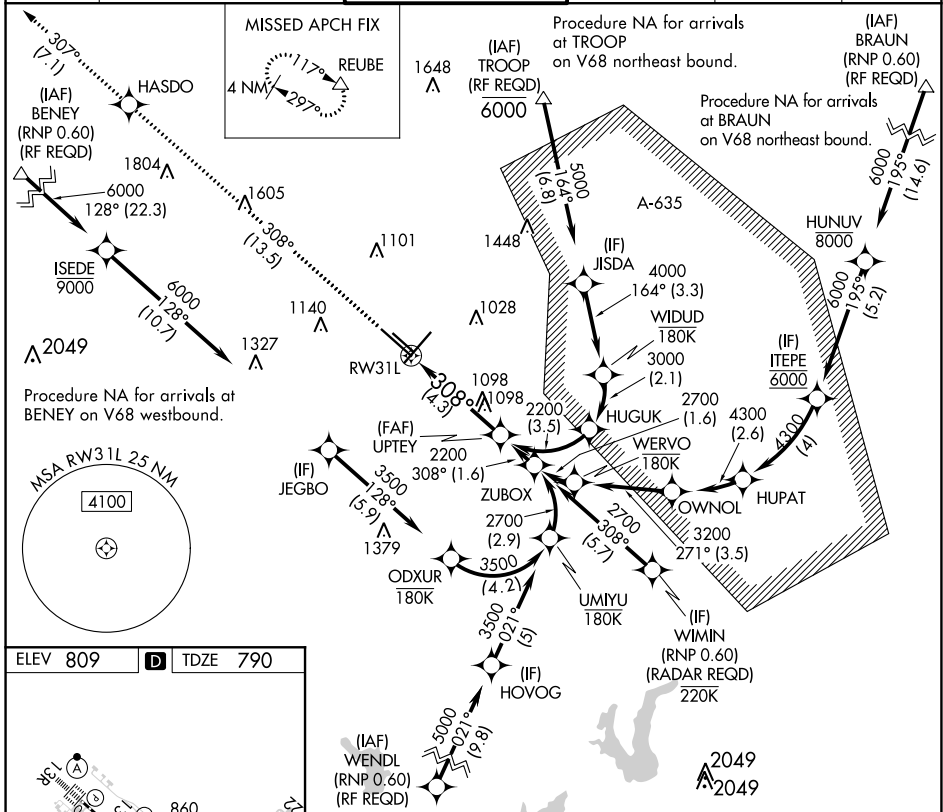 MISSED APCH FIX
117°
REUBE
4 NM
297°
307°
(7.1)
HASDO
(IAF)
BENEY
(RNP 0.60)
(RF REQD)
6000
128° (22.3)
ISEDE
9000
6000
128°
(10.7)
1804
1605
308°
(13.5)
1648
1101
1140
1327
2049
1448
1028
1098
1098
Procedure NA for arrivals at
BENEY on V68 westbound.
(IAF)
TROOP
(RF REQD)
6000
Procedure NA for arrivals
at TROOP
on V68 northeast bound.
(IAF)
BRAUN
(RNP 0.60)
(RF REQD)
Procedure NA for arrivals
at BRAUN
on V68 northeast bound.
5000
164°
(6.8)
A-635
6000
195°
(14.6)
HUNUV
8000
6000
195°
(5.2)
(IF)
JISDA
4000
164° (3.3)
WIDUD
180K
3000
(2.1)
(IF)
ITEPE
6000
RW31L
308°
(4.3)
2200
(3.5)
HUGUK
2700
(1.6)
4300
(2.6)
4300
(4)
WERVO
180K
(FAF)
UPTEY
2200
308° (1.6)
ZUBOX
OWNOL
HUPAT
3200
271° (3.5)
2700
308°
(5.7)
(IF)
JEGBO
3500
128°
(5.9)
1379
2700
(2.9)
ODXUR
180K
3500
(4.2)
UMIYU
180K
(IF)
WIMIN
(RNP 0.60)
(RADAR REQD)
220K
3500
021°
(5)
(IF)
HOVOG
5000
021°
(9.8)
(IAF)
WENDL
(RNP 0.60)
(RF REQD)
2049
2049
MSA RW31L 25 NM
4100
ELEV 809
D
TDZE 790
A
P
13R
13
860
22